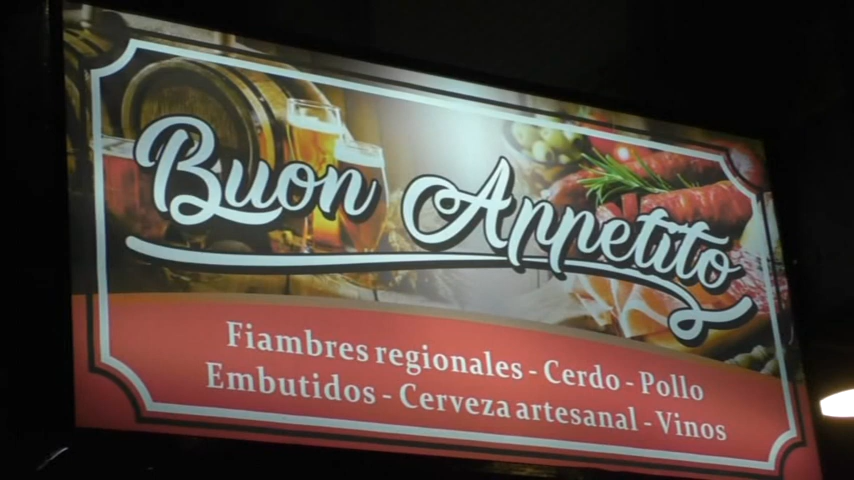 Buon Appetito
Fiambres regionales - Cerdo - Pollo
Embutidos - Cerveza artesanal - Vinos